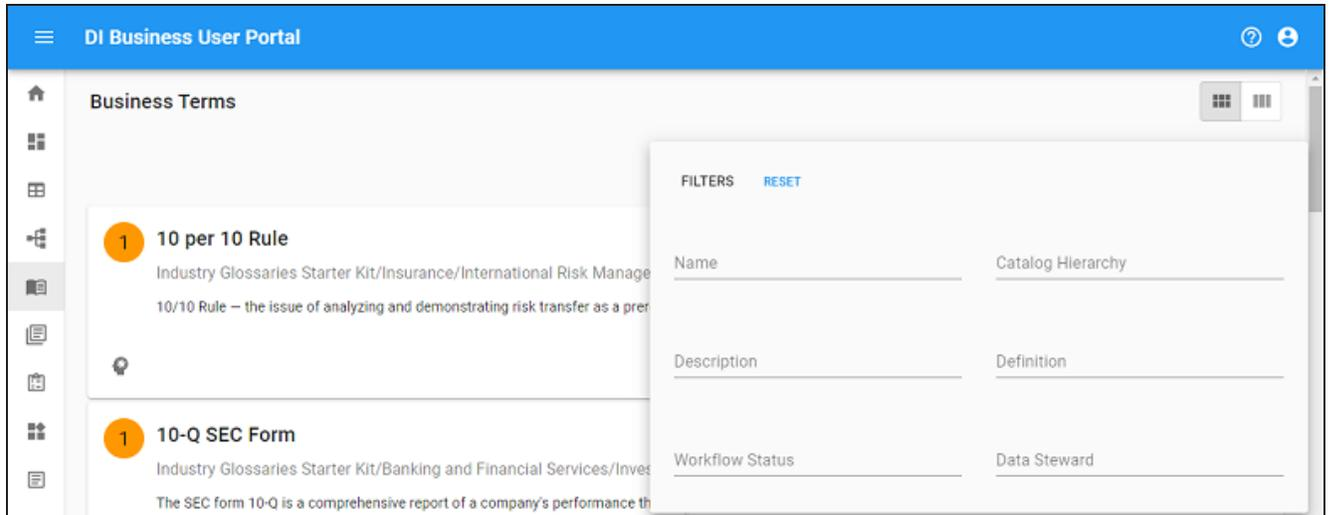 DI Business User Portal
Business Terms
FILTERS RESET
1 10 per 10 Rule
Industry Glossaries Starter Kit/Insurance/International Risk Manage
Name Catalog Hierarchy
10/10 Rule — the issue of analyzing and demonstrating risk transfer as a prer
Description Definition
1 10-Q SEC Form
Industry Glossaries Starter Kit/Banking and Financial Services/Inves
Workflow Status Data Steward
The SEC form 10-Q is a comprehensive report of a company's performance th